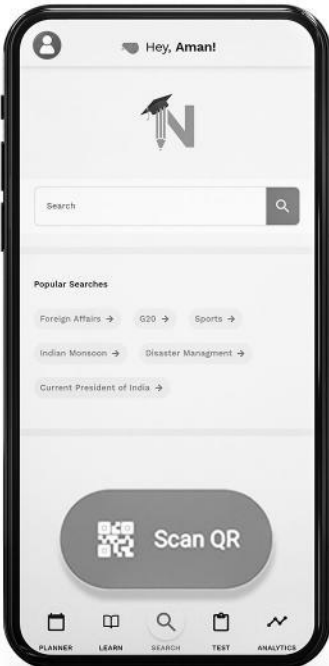 Hey, Aman!
N
Search
Popular Searches
Foreign Affairs → G20 → Sports →
Indian Monsoon → Disaster Managment →
Current President of India →
Scan QR
PLANNER LEARN SEARCH TEST ANALYTICS